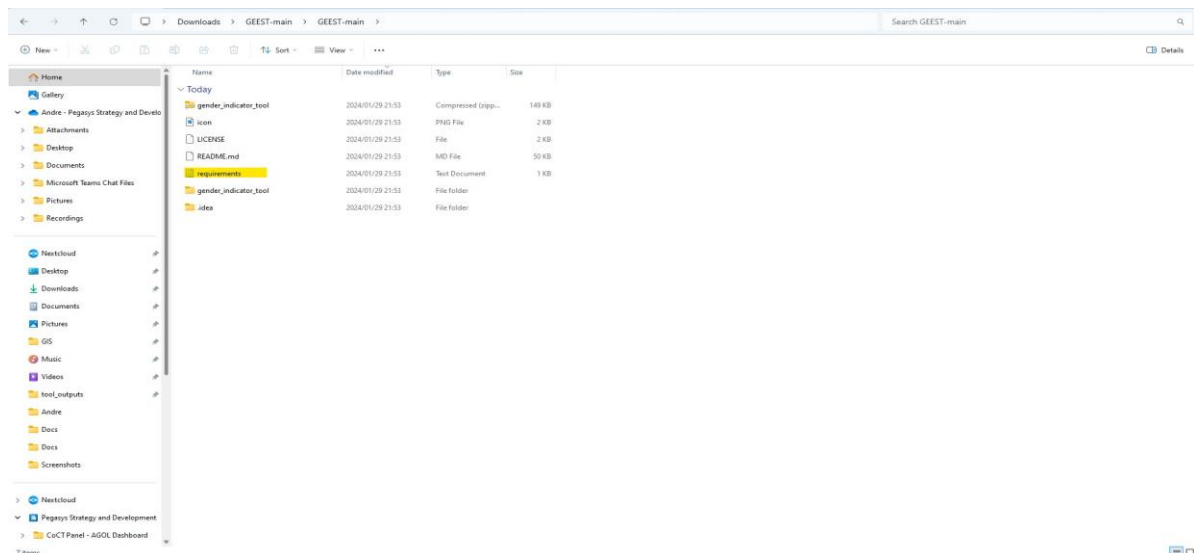 Downloads > GEEST-main > GEEST-main >
Search GEEST-main
New
Sort
View
Details
Home
Gallery
Andre - Pegasys Strategy and Develo
Attachments
Desktop
Documents
Microsoft Teams Chat Files
Pictures
Recordings
Nextcloud
Desktop
Downloads
Documents
Pictures
GIS
Music
Videos
tool_outputs
Andre
Docs
Docs
Screenshots
Nextcloud
Pegasys Strategy and Development
CoCT Panel - AGOL Dashboard
7 items
Name Date modified Type Size
Today
gender_indicator_tool 2024/01/29 21:53 Compressed (zipp... 149 KB
icon 2024/01/29 21:53 PNG File 2 KB
LICENSE 2024/01/29 21:53 File 2 KB
README.md 2024/01/29 21:53 MD File 50 KB
requirements 2024/01/29 21:53 Text Document 1 KB
gender_indicator_tool 2024/01/29 21:53 File folder
.idea 2024/01/29 21:53 File folder